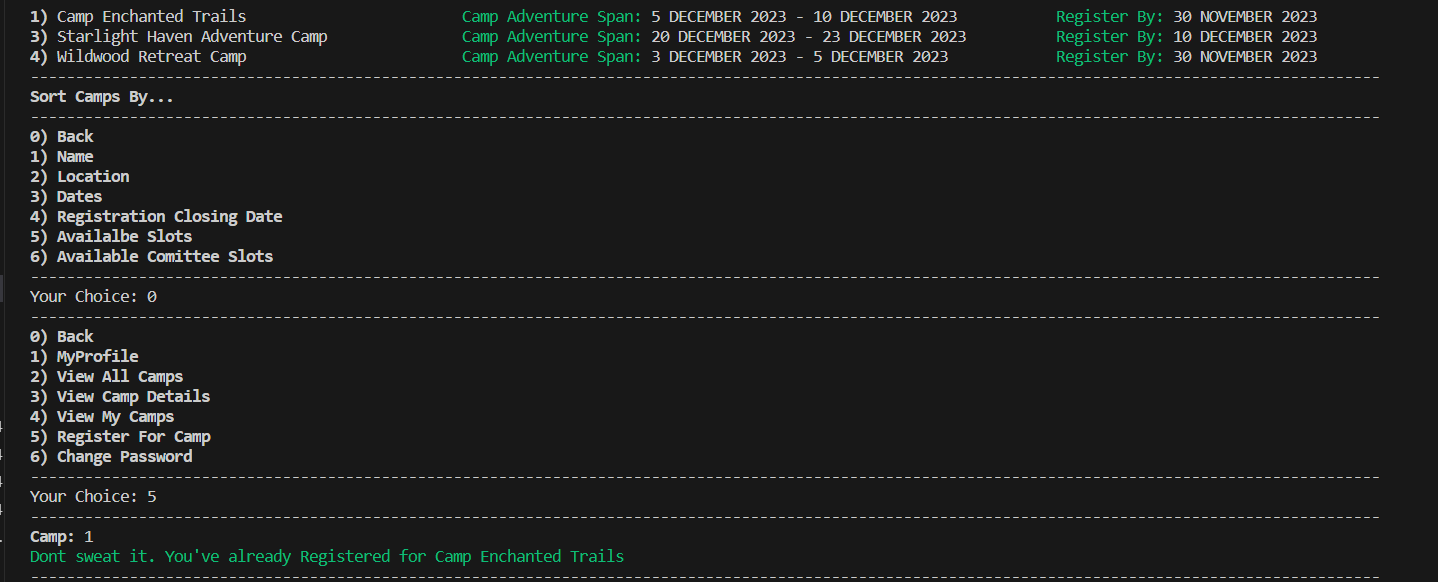 1) Camp Enchanted Trails Camp Adventure Span: 5 DECEMBER 2023 - 10 DECEMBER 2023 Register By: 30 NOVEMBER 2023
3) Starlight Haven Adventure Camp Camp Adventure Span: 20 DECEMBER 2023 - 23 DECEMBER 2023 Register By: 10 DECEMBER 2023
4) Wildwood Retreat Camp Camp Adventure Span: 3 DECEMBER 2023 - 5 DECEMBER 2023 Register By: 30 NOVEMBER 2023
Sort Camps By...
0) Back
1) Name
2) Location
3) Dates
4) Registration Closing Date
5) Availalbe Slots
6) Available Comittee Slots
Your Choice: 0
0) Back
1) MyProfile
2) View All Camps
3) View Camp Details
4) View My Camps
5) Register For Camp
6) Change Password
Your Choice: 5
Camp: 1
Dont sweat it. You've already Registered for Camp Enchanted Trails